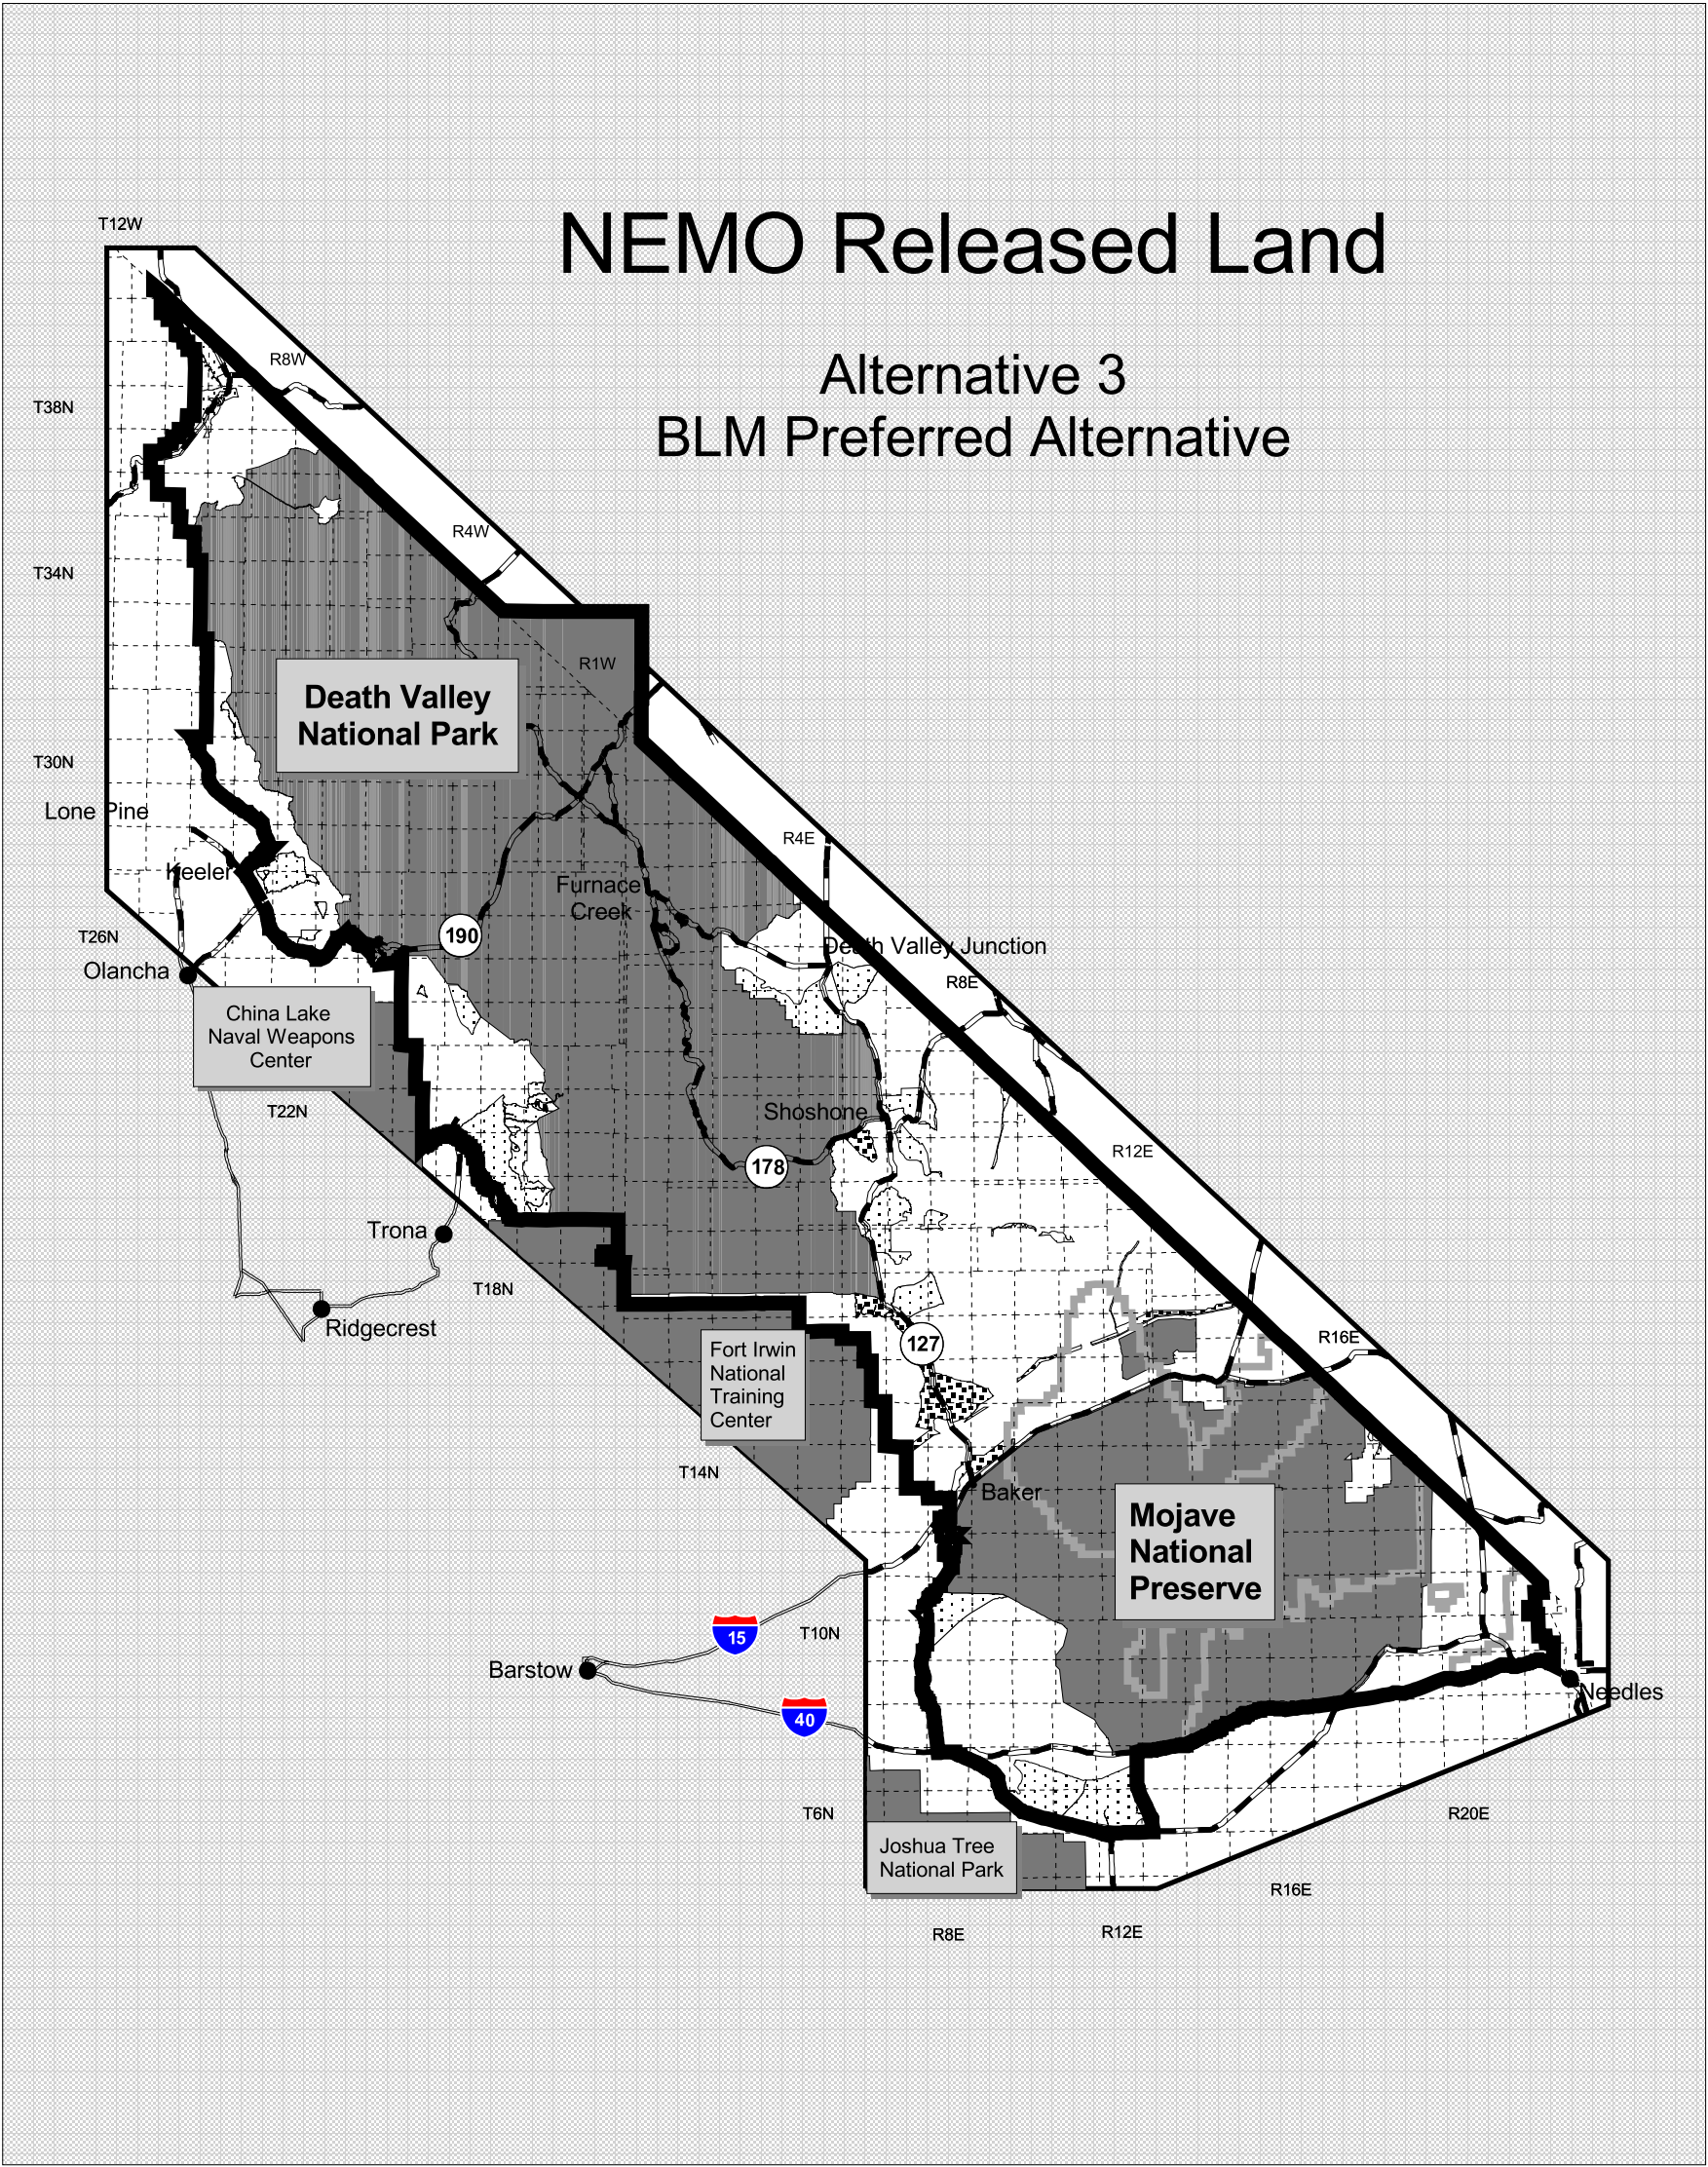 T12W
NEMO Released Land
R8W
Alternative 3
T38N
BLM Preferred Alternative
R4W
T34N
R1W
Death Valley
National Park
T30N
Lone Pine
R4E
Keeler
Furnace
Creek
190
T26N
Death Valley Junction
Olancha
R8E
China Lake
Naval Weapons
Center
T22N
Shoshone
R12E
178
Trona
T18N
Ridgecrest
127
R16E
Fort Irwin
National
Training
Center
T14N
Baker
Mojave
National
Preserve
15
T10N
Barstow
Needles
40
T6N
R20E
Joshua Tree
National Park
R16E
R8E
R12E